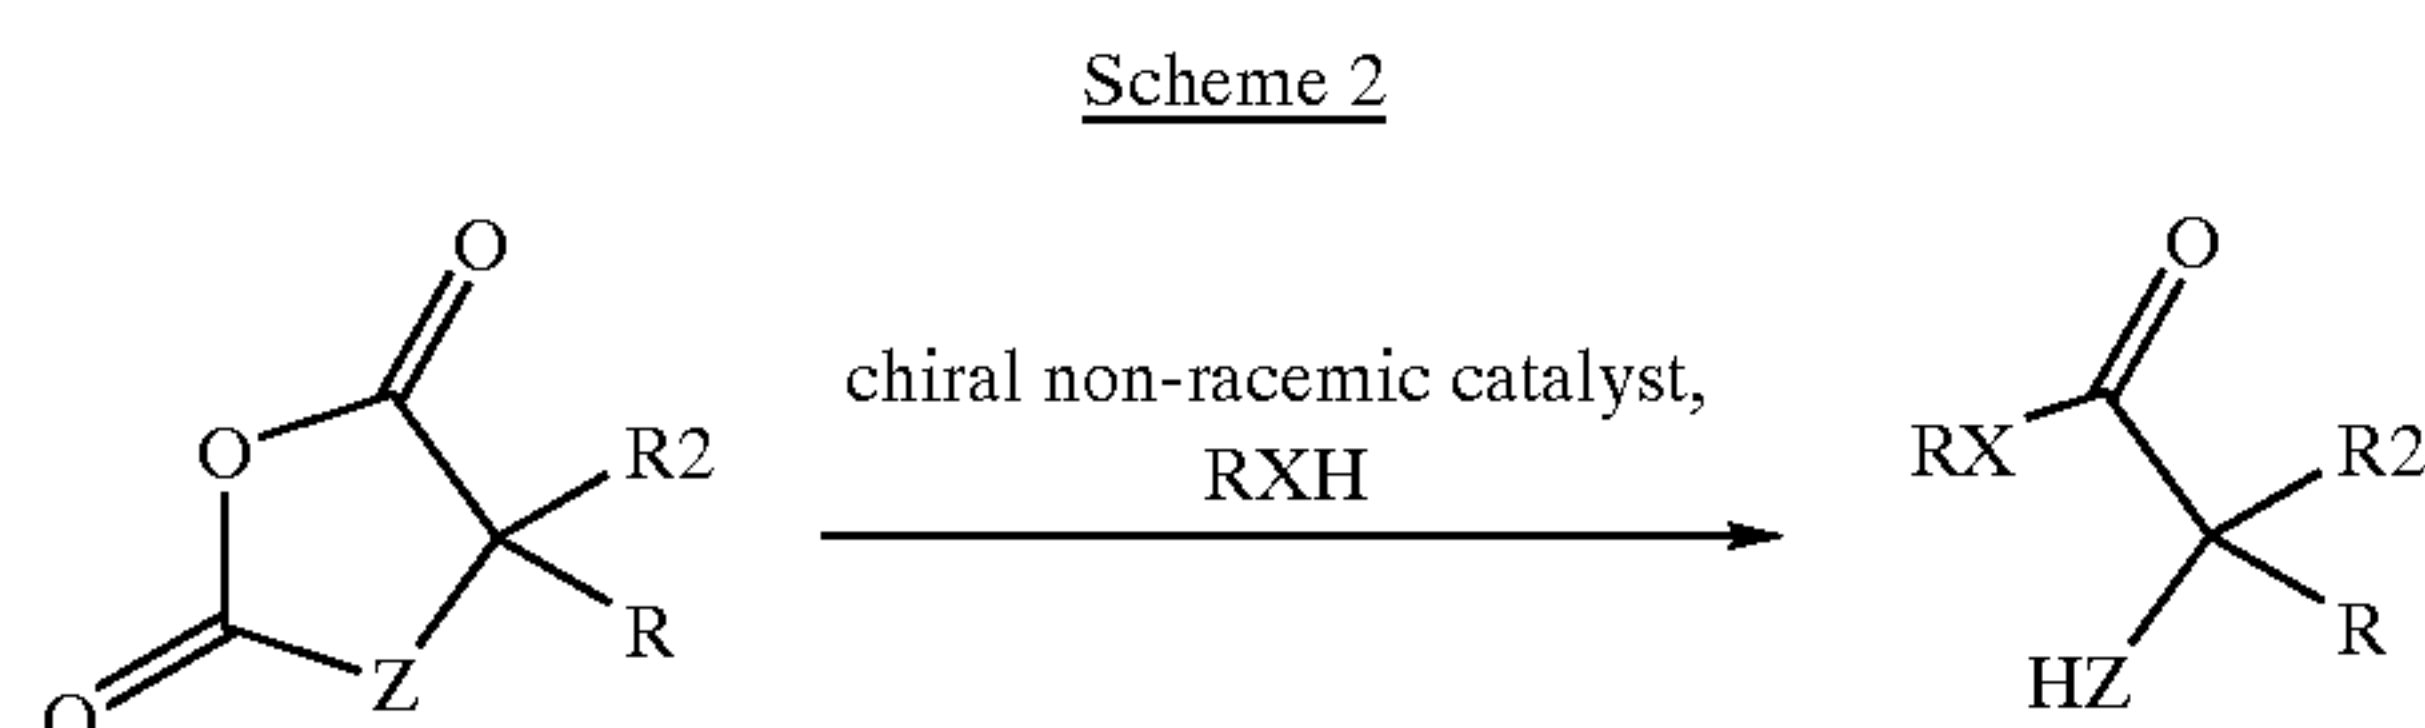 Scheme 2
O
O
chiral non-racemic catalyst,
O
R2
RXH
RX
R2
R
R
Z
HZ
O